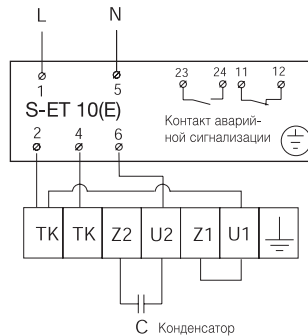 L N
1 5 23 24 11 12
S-ET 10(E)
Контакт аварий-
ной сигнализации
2 4 6
TK TK Z2 U2 Z1 U1
C Конденсатор